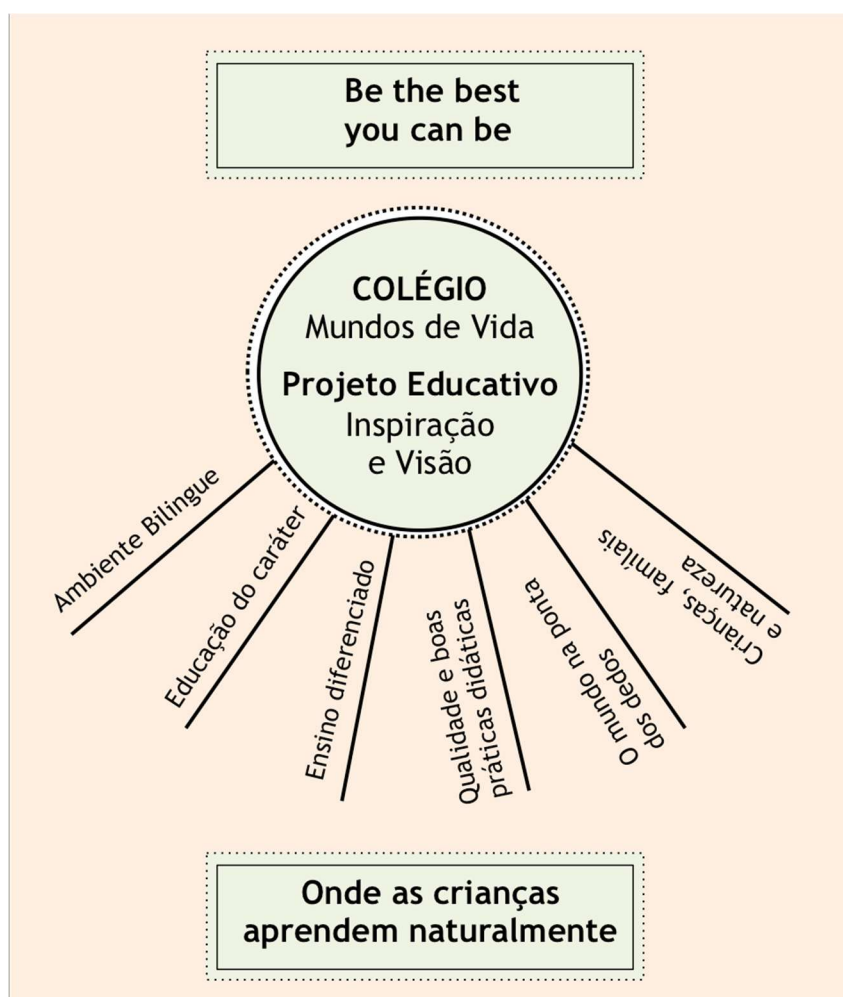 Be the best
you can be
COLÉGIO
Mundos de Vida
Projeto Educativo
Inspiração
e Visão
Ambiente Bilingue
Educação do caráter
Ensino diferenciado
Qualidade e boas
práticas didáticas
O mundo na ponta
dos dedos
Crianças, famílais
e natureza
Onde as crianças
aprendem naturalmente